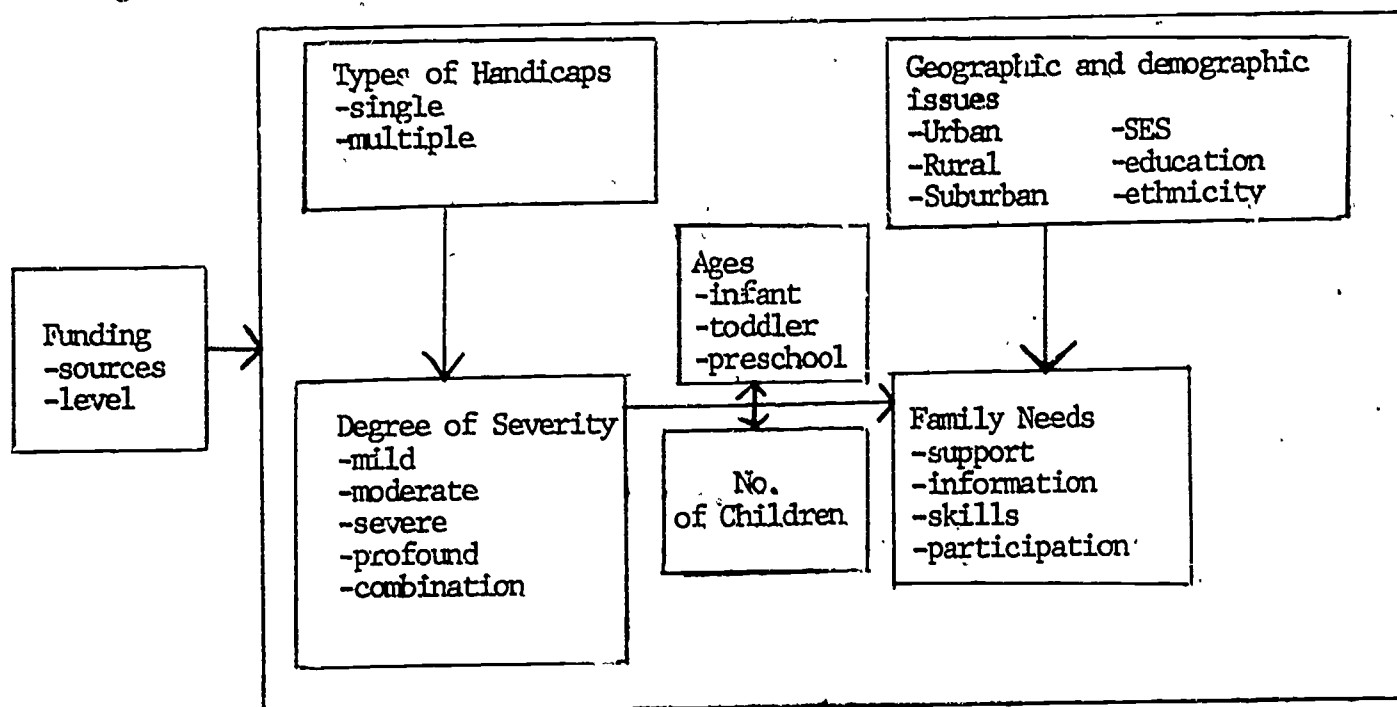 Types of Handicaps
-single
-multiple
Geographic and demographic
issues
-Urban -SES
-Rural -education
-Suburban -ethnicity
Funding
-sources
-level
Ages
-infant
-toddler
-preschool
Degree of Severity
-mild
-moderate
-severe
-profound
-combination
No.
of Children
Family Needs
-support
-information
-skills
-participation